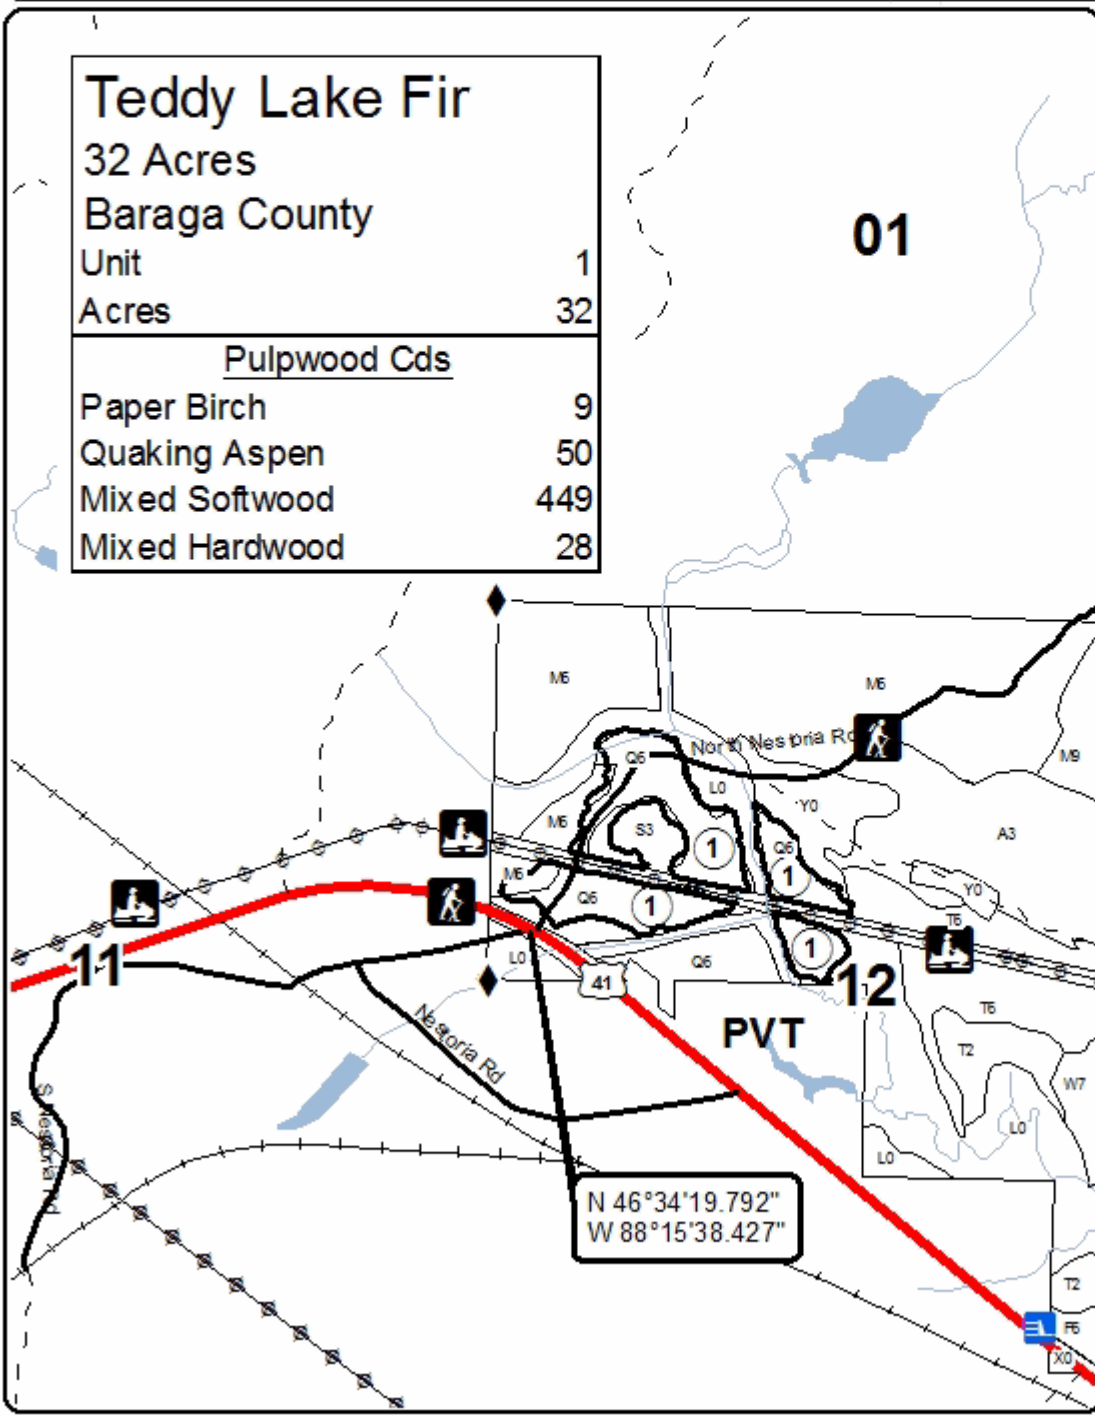 Teddy Lake Fir
32 Acres
Baraga County
Unit 1
Acres 32
Pulpwood Cds
Paper Birch 9
Quaking Aspen 50
Mixed Softwood 449
Mixed Hardwood 28
01
M6
M6
North Nestoria Rd
M9
Q6
L0
Y0
M6
S3
1
Q6
A3
M6
1
Y0
Q6
1
T6
1
L0
Q6
11
41
12
Nestoria Rd
PVT
T6
T2
W7
S Nestoria Rd
L0
L0
N 46°34'19.792"
W 88°15'38.427"
T2
F6
X0